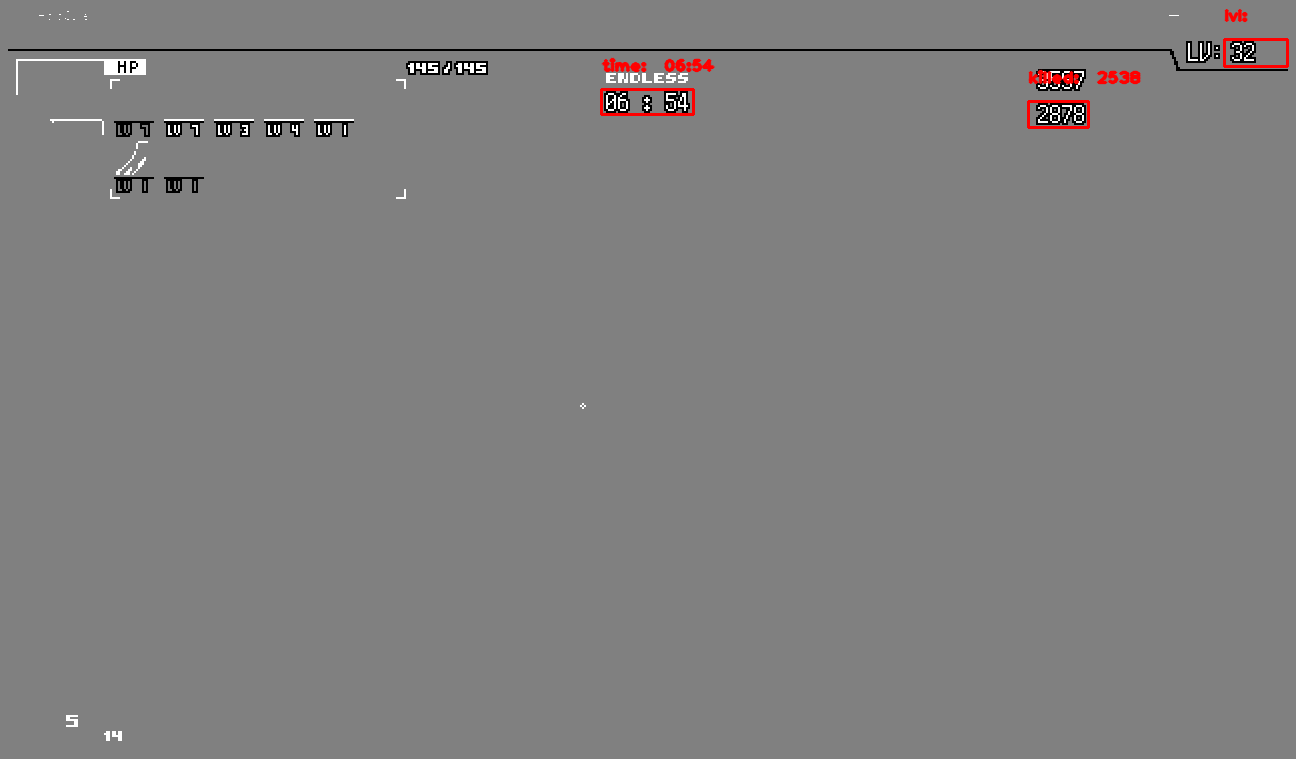 lvl:
LV: 32
HP
145/145
time: 06:54
ENDLESS
06 : 54
killed: 2538
2878
LV 7 LV 7 LV 3 LV 4 LV 1
LV 1 LV 1
5
14